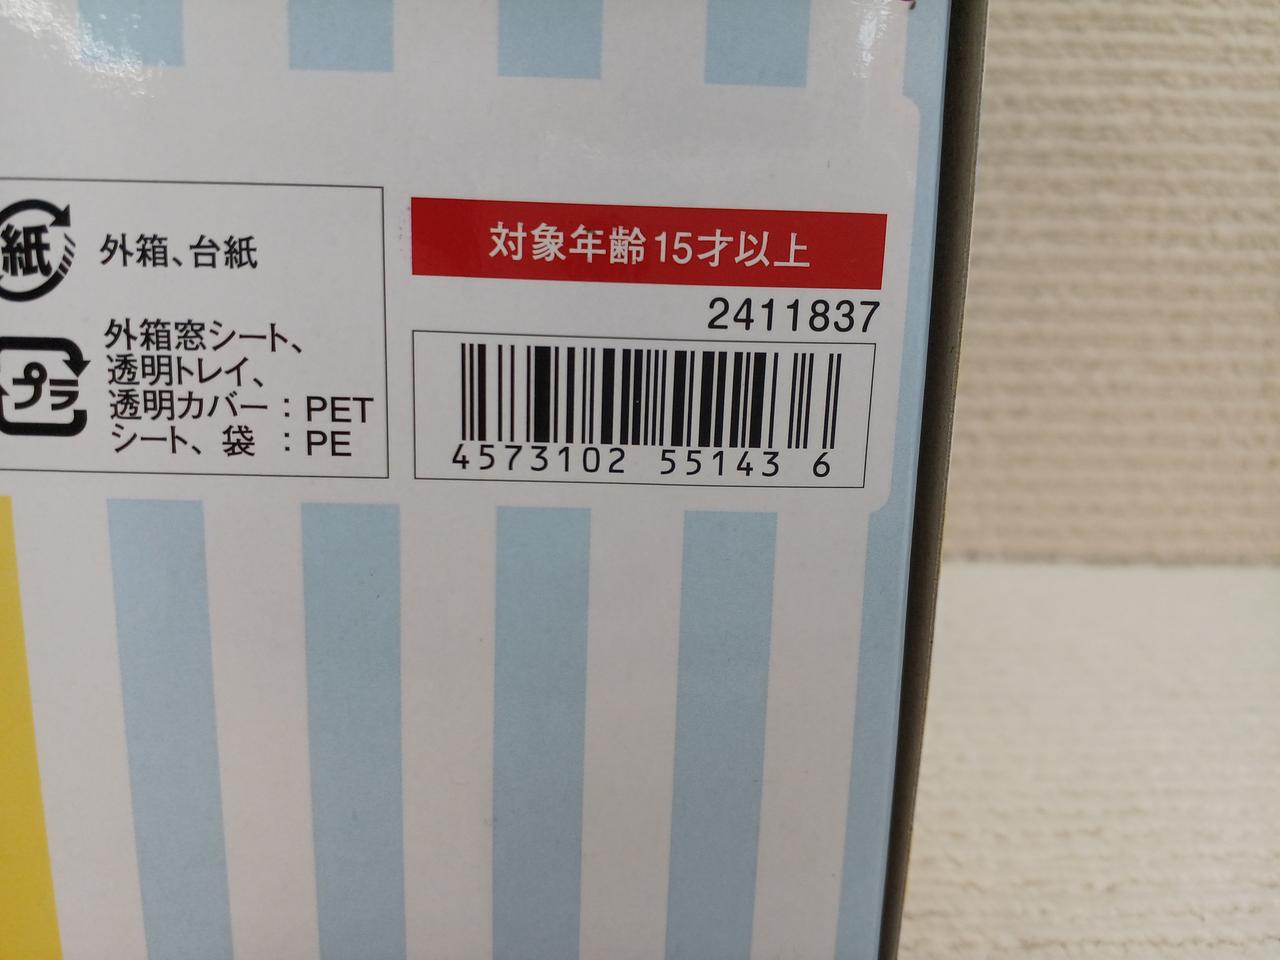 紙
外箱、台紙
プラ
外箱窓シート、
透明トレイ、
透明カバー：PET
シート、袋 ：PE
対象年齢15才以上
2411837
4573102 55143 6